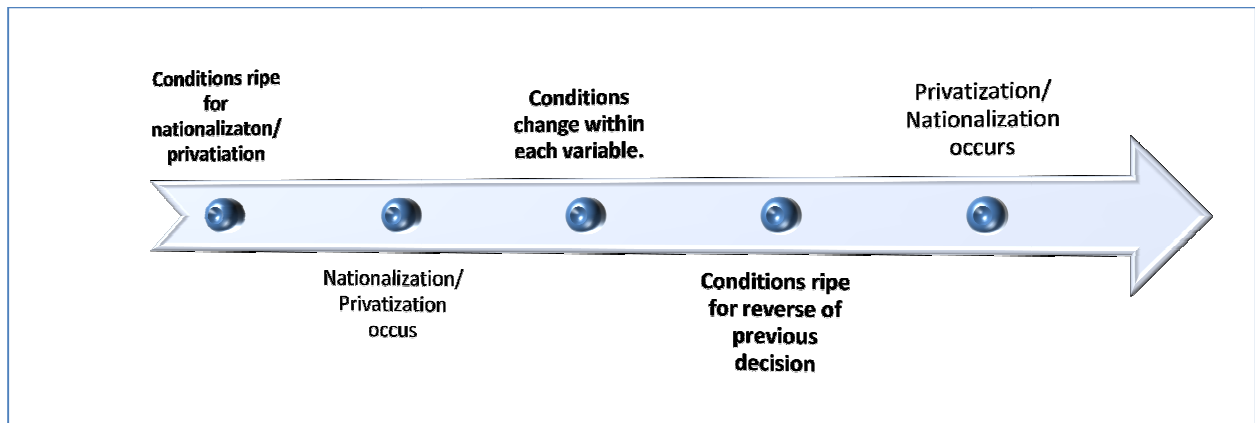 Conditions ripe
for
nationalizaton/
privatiation
Nationalization/
Privatization
occus
Conditions
change within
each variable.
Conditions ripe
for reverse of
previous
decision
Privatization/
Nationalization
occurs